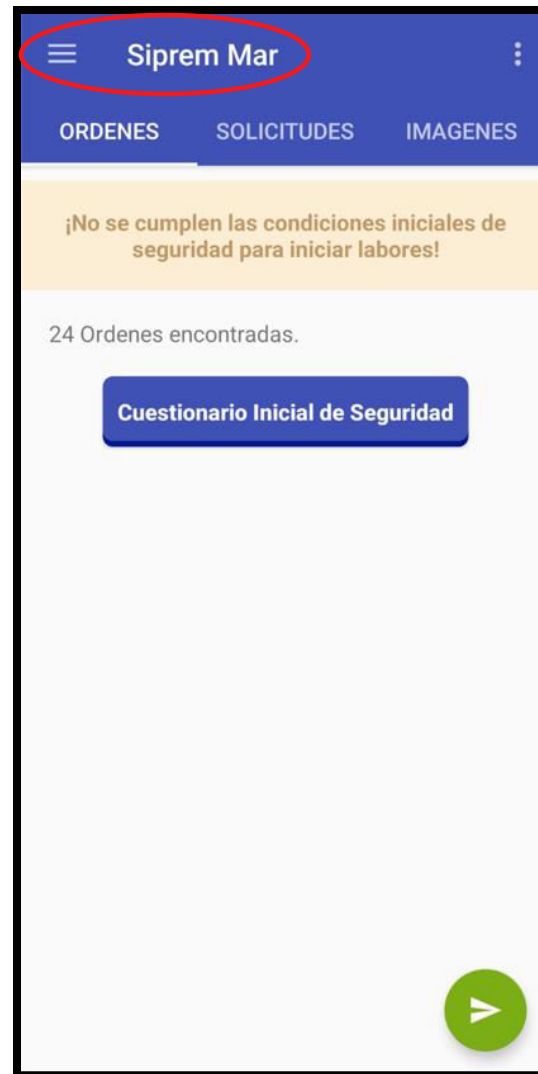 Siprem Mar
ORDENES SOLICITUDES IMAGENES
¡No se cumplen las condiciones iniciales de
seguridad para iniciar labores!
24 Ordenes encontradas.
Cuestionario Inicial de Seguridad